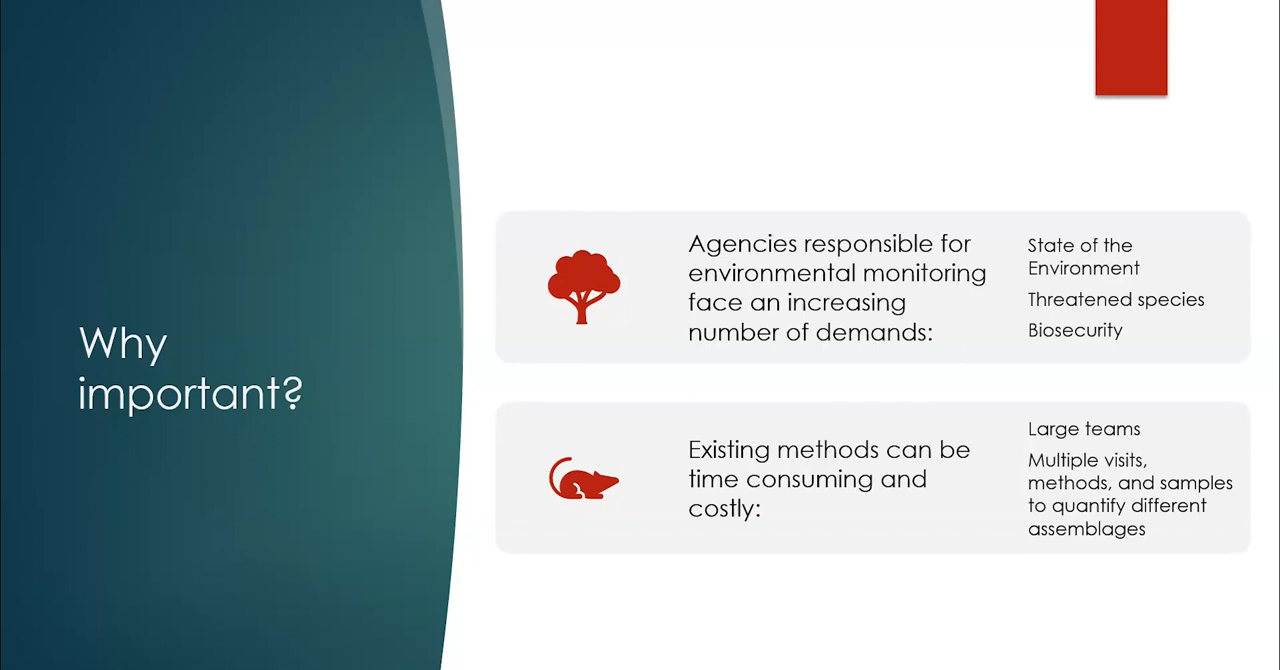 Why
important?
Agencies responsible for
environmental monitoring
face an increasing
number of demands:
State of the
Environment
Threatened species
Biosecurity
Existing methods can be
time consuming and
costly:
Large teams
Multiple visits,
methods, and samples
to quantify different
assemblages